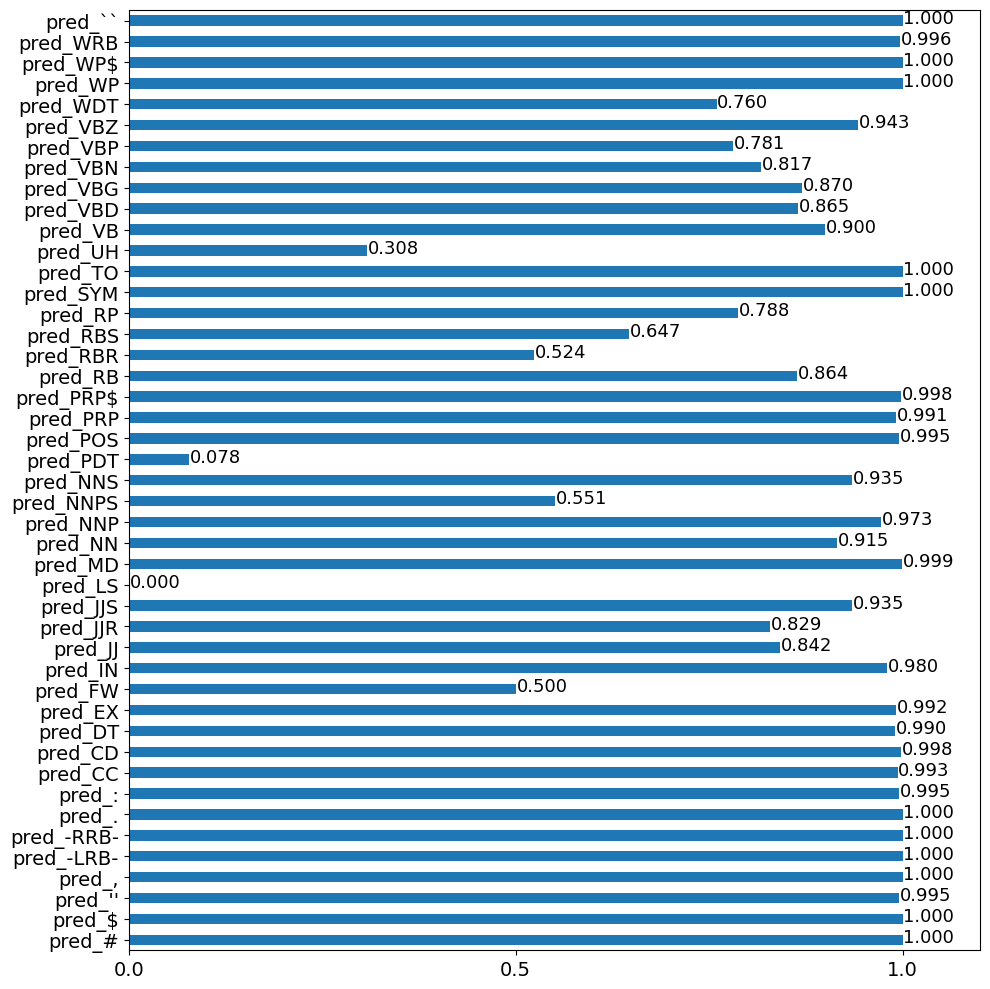 pred_`` 1.000
pred_WRB 0.996
pred_WP$ 1.000
pred_WP 1.000
pred_WDT 0.760
pred_VBZ 0.943
pred_VBP 0.781
pred_VBN 0.817
pred_VBG 0.870
pred_VBD 0.865
pred_VB 0.900
pred_UH 0.308
pred_TO 1.000
pred_SYM 1.000
pred_RP 0.788
pred_RBS 0.647
pred_RBR 0.524
pred_RB 0.864
pred_PRP$ 0.998
pred_PRP 0.991
pred_POS 0.995
pred_PDT 0.078
pred_NNS 0.935
pred_NNPS 0.551
pred_NNP 0.973
pred_NN 0.915
pred_MD 0.999
pred_LS 0.000
pred_JJS 0.935
pred_JJR 0.829
pred_JJ 0.842
pred_IN 0.980
pred_FW 0.500
pred_EX 0.992
pred_DT 0.990
pred_CD 0.998
pred_CC 0.993
pred_: 0.995
pred_. 1.000
pred_-RRB- 1.000
pred_-LRB- 1.000
pred_, 1.000
pred_'' 0.995
pred_$ 1.000
pred_# 1.000
0.0 0.5 1.0